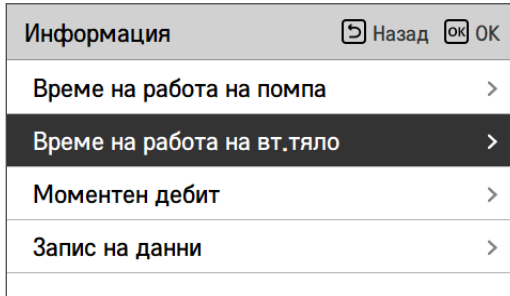 Информация Назад OK OK
Време на работа на помпа
Време на работа на вт.тяло
Моментен дебит
Запис на данни